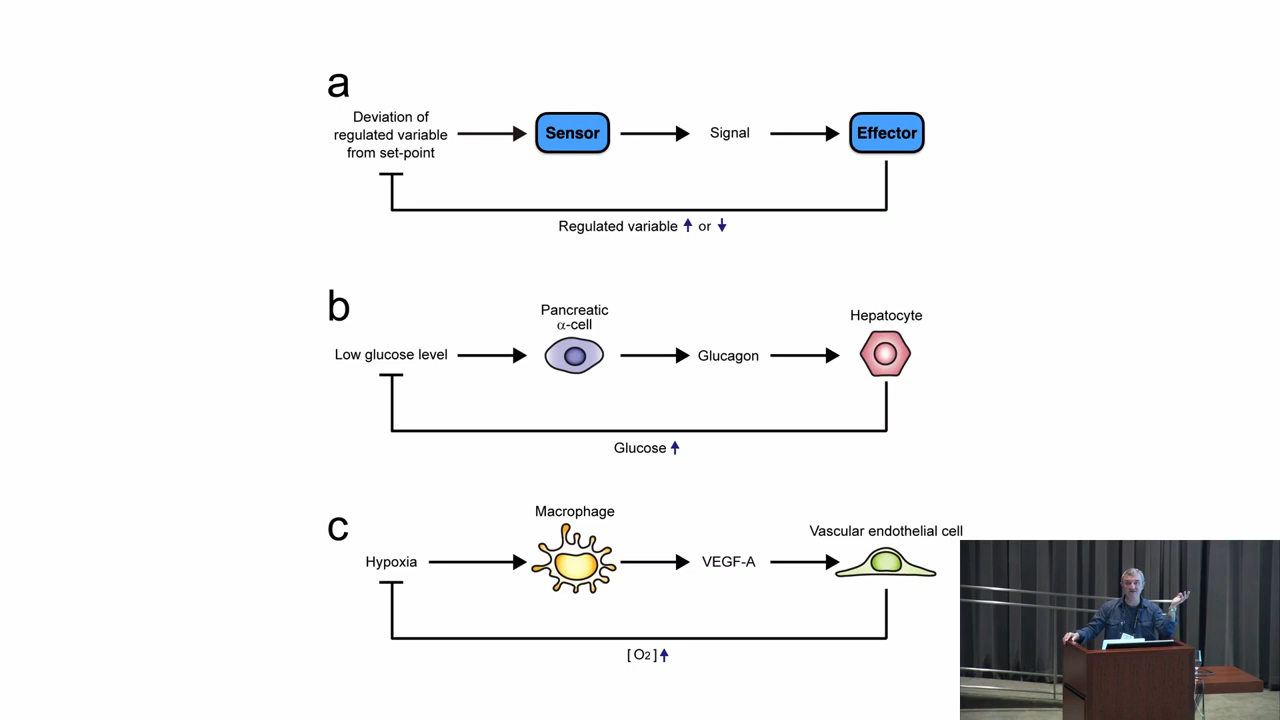 a
Deviation of
regulated variable
from set-point
Sensor
Signal
Effector
Regulated variable ↑ or ↓
b
Low glucose level
Pancreatic
α-cell
Glucagon
Hepatocyte
Glucose ↑
c
Hypoxia
Macrophage
VEGF-A
Vascular endothelial cell
[ O2 ] ↑